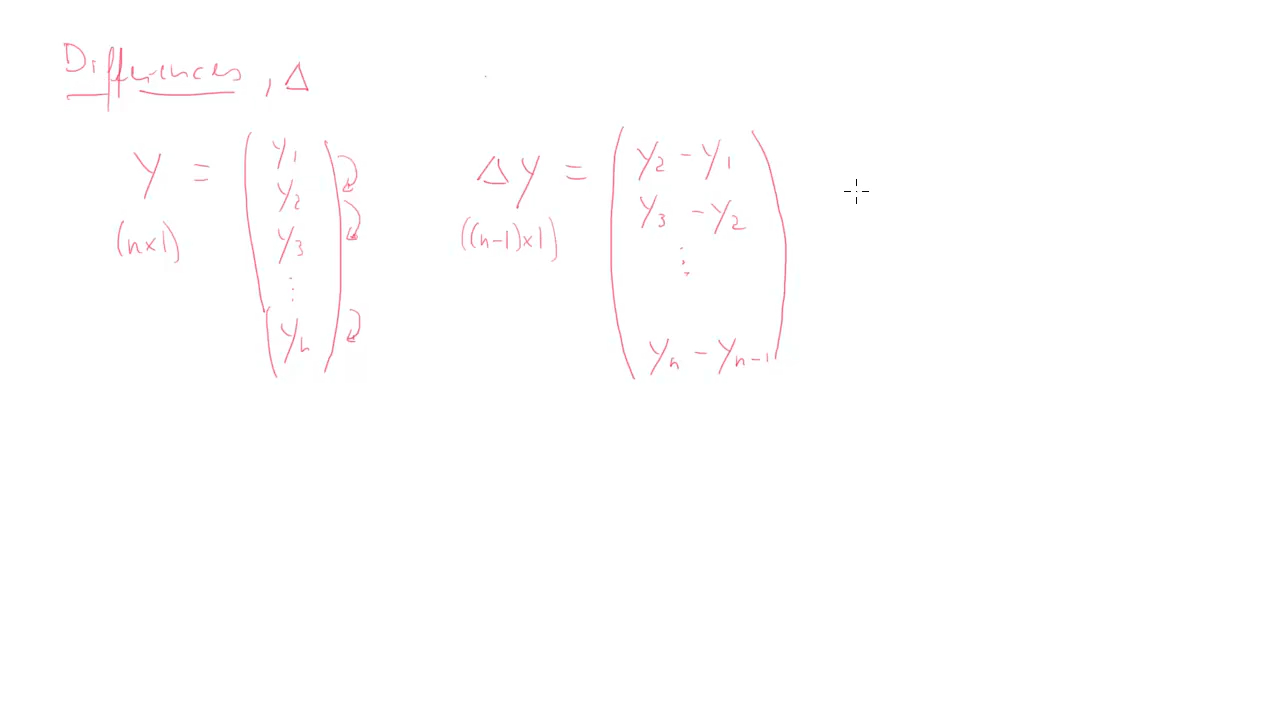 Differences, Δ
Y = ( y1 y2 y3 ⋮ yn )
(n×1)
ΔY = ( y2 − y1 y3 − y2 ⋮ yn − yn−1 )
((n−1)×1)